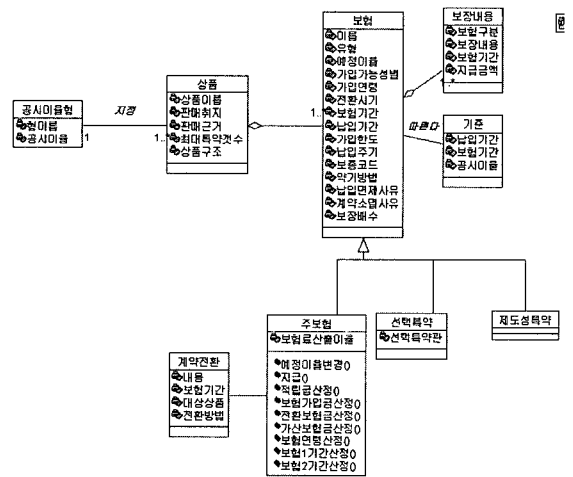 공시이율형
형이름
공시이율
1
지정
1..*
상품
상품이름
판매취지
판매근거
최대특약갯수
상품구조
1..*
보험
이름
유형
예정이율
가입가능성별
가입연령
전환시기
보험기간
납입기간
가입한도
납입주기
보종코드
약기방법
납입면제사유
계약소멸사유
보장배수
보장내용
보험구분
보장내용
보험기간
지급금액
따른다
기준
납입기간
보험기간
공시이율
주보험
보험료산출이율
예정이율변경()
지급()
적립금산정()
보험가입금산정()
전환보험금산정()
가산보험금산정()
보험연령산정()
보험1기간산정()
보험2기간산정()
선택특약
선택특약관
제도성특약
계약전환
내용
보험기간
대상상품
전환방법